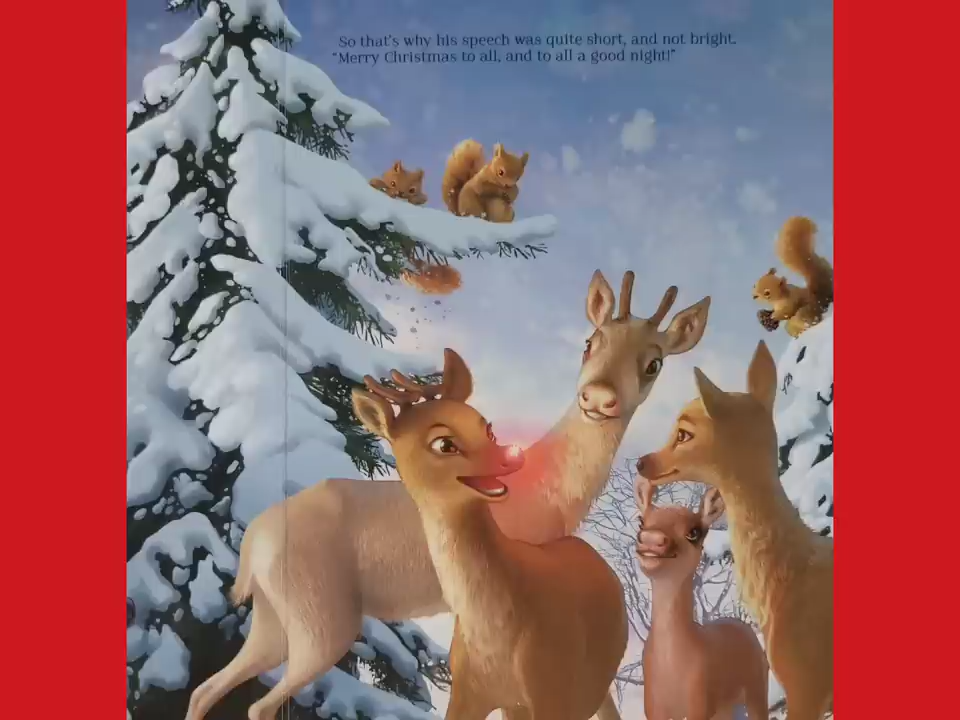 So that's why his speech was quite short, and not bright.
"Merry Christmas to all, and to all a good night!"